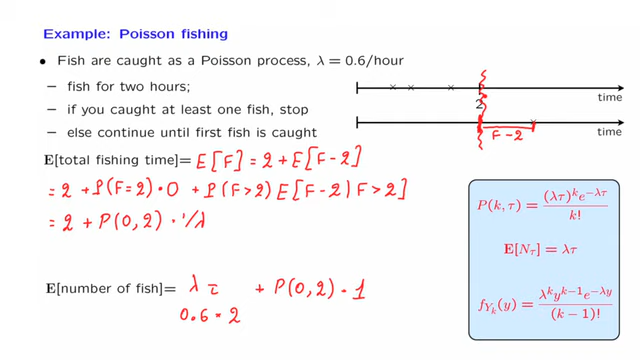 Example: Poisson fishing
• Fish are caught as a Poisson process, λ = 0.6/hour
– fish for two hours;
– if you caught at least one fish, stop
– else continue until first fish is caught
time
2
time
F-2
E[total fishing time]= E[F] = 2 + E[F-2]
= 2 + P(F=2)·0 + P(F>2) E[F-2 | F>2]
= 2 + P(0,2)·1/λ
E[number of fish]= λ τ + P(0,2)·1
0.6 * 2
P(k, τ) = (λτ)^k e^{−λτ} / k!
E[N_τ] = λτ
f_{Y_k}(y) = λ^k y^{k−1} e^{−λy} / (k − 1)!